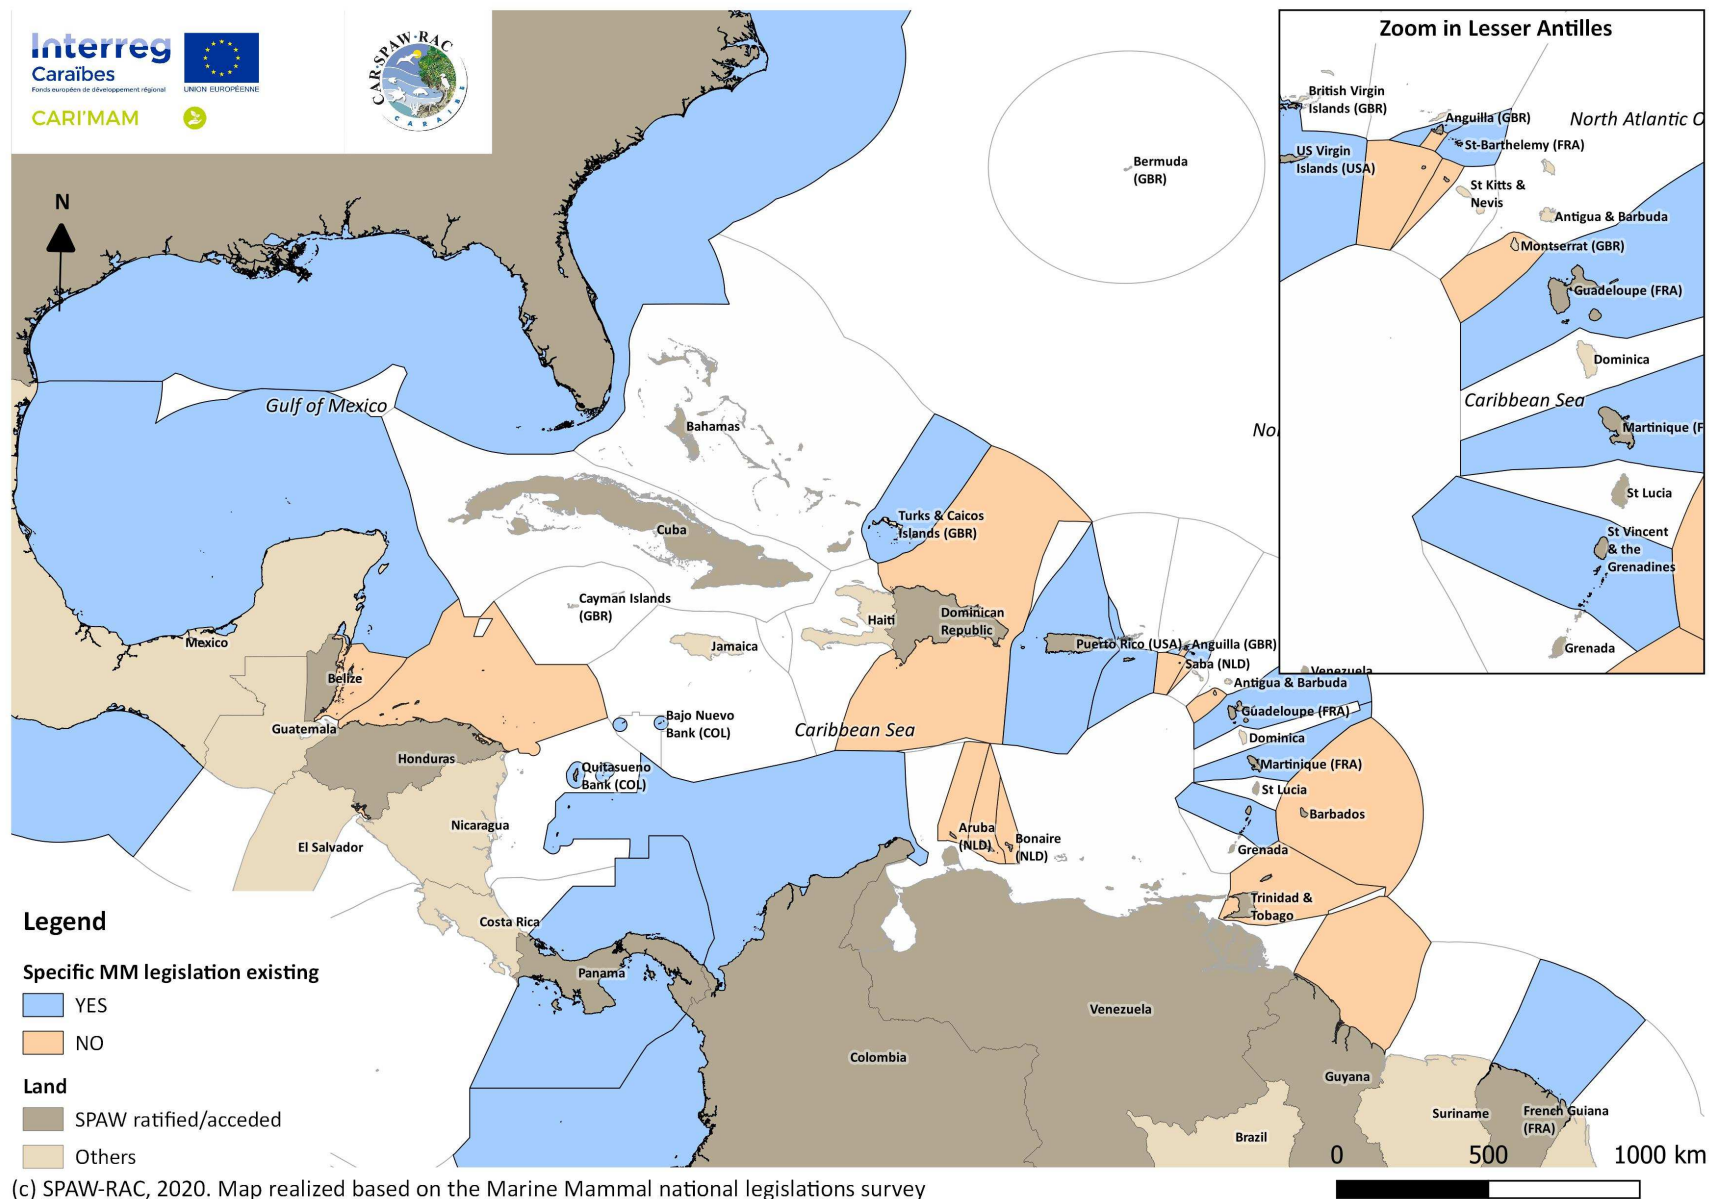 Interreg
Caraïbes
Fonds européen de développement régional
UNION EUROPÉENNE
CARI'MAM
CAR-SPAW-RAC
CARAIBE
N
Zoom in Lesser Antilles
British Virgin
Islands (GBR)
Anguilla (GBR)
North Atlantic O
US Virgin
Islands (USA)
St-Barthelemy (FRA)
St Kitts &
Nevis
Antigua & Barbuda
Montserrat (GBR)
Guadeloupe (FRA)
Dominica
Caribbean Sea
Martinique (F
St Lucia
St Vincent
& the
Grenadines
Grenada
Bermuda
(GBR)
Gulf of Mexico
Bahamas
No
Turks & Caicos
Islands (GBR)
Cuba
Cayman Islands
(GBR)
Haiti
Dominican
Republic
Mexico
Jamaica
Puerto Rico (USA)
Anguilla (GBR)
Saba (NLD)
Venezuela
Belize
Antigua & Barbuda
Guatemala
Bajo Nuevo
Bank (COL)
Caribbean Sea
Guadeloupe (FRA)
Dominica
Honduras
Quitasueno
Bank (COL)
Martinique (FRA)
St Lucia
Nicaragua
Aruba
(NLD)
Bonaire
(NLD)
Barbados
El Salvador
Grenada
Costa Rica
Trinidad &
Tobago
Panama
Venezuela
Colombia
Guyana
Suriname
French Guiana
(FRA)
Brazil
Legend
Specific MM legislation existing
YES
NO
Land
SPAW ratified/acceded
Others
0 500 1000 km
(c) SPAW-RAC, 2020. Map realized based on the Marine Mammal national legislations survey